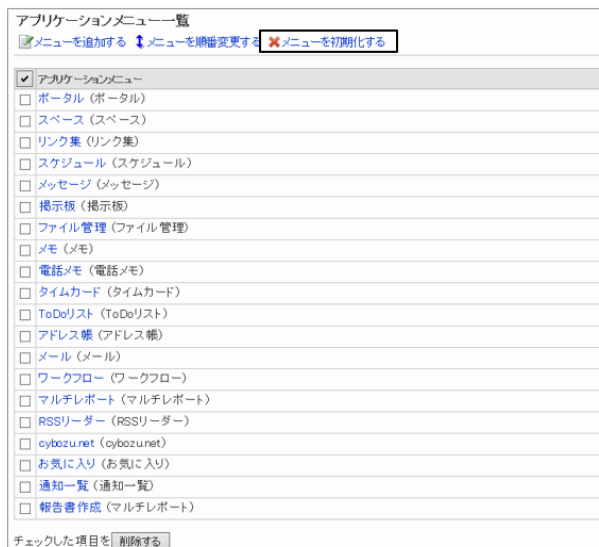 アプリケーションメニュー一覧
メニューを追加する メニューを順番変更する メニューを初期化する
アプリケーションメニュー
ポータル (ポータル)
スペース (スペース)
リンク集 (リンク集)
スケジュール (スケジュール)
メッセージ (メッセージ)
掲示板 (掲示板)
ファイル管理 (ファイル管理)
メモ (メモ)
電話メモ (電話メモ)
タイムカード (タイムカード)
ToDoリスト (ToDoリスト)
アドレス帳 (アドレス帳)
メール (メール)
ワークフロー (ワークフロー)
マルチレポート (マルチレポート)
RSSリーダー (RSSリーダー)
cybozu.net (cybozu.net)
お気に入り (お気に入り)
通知一覧 (通知一覧)
報告書作成 (マルチレポート)
チェックした項目を 削除する